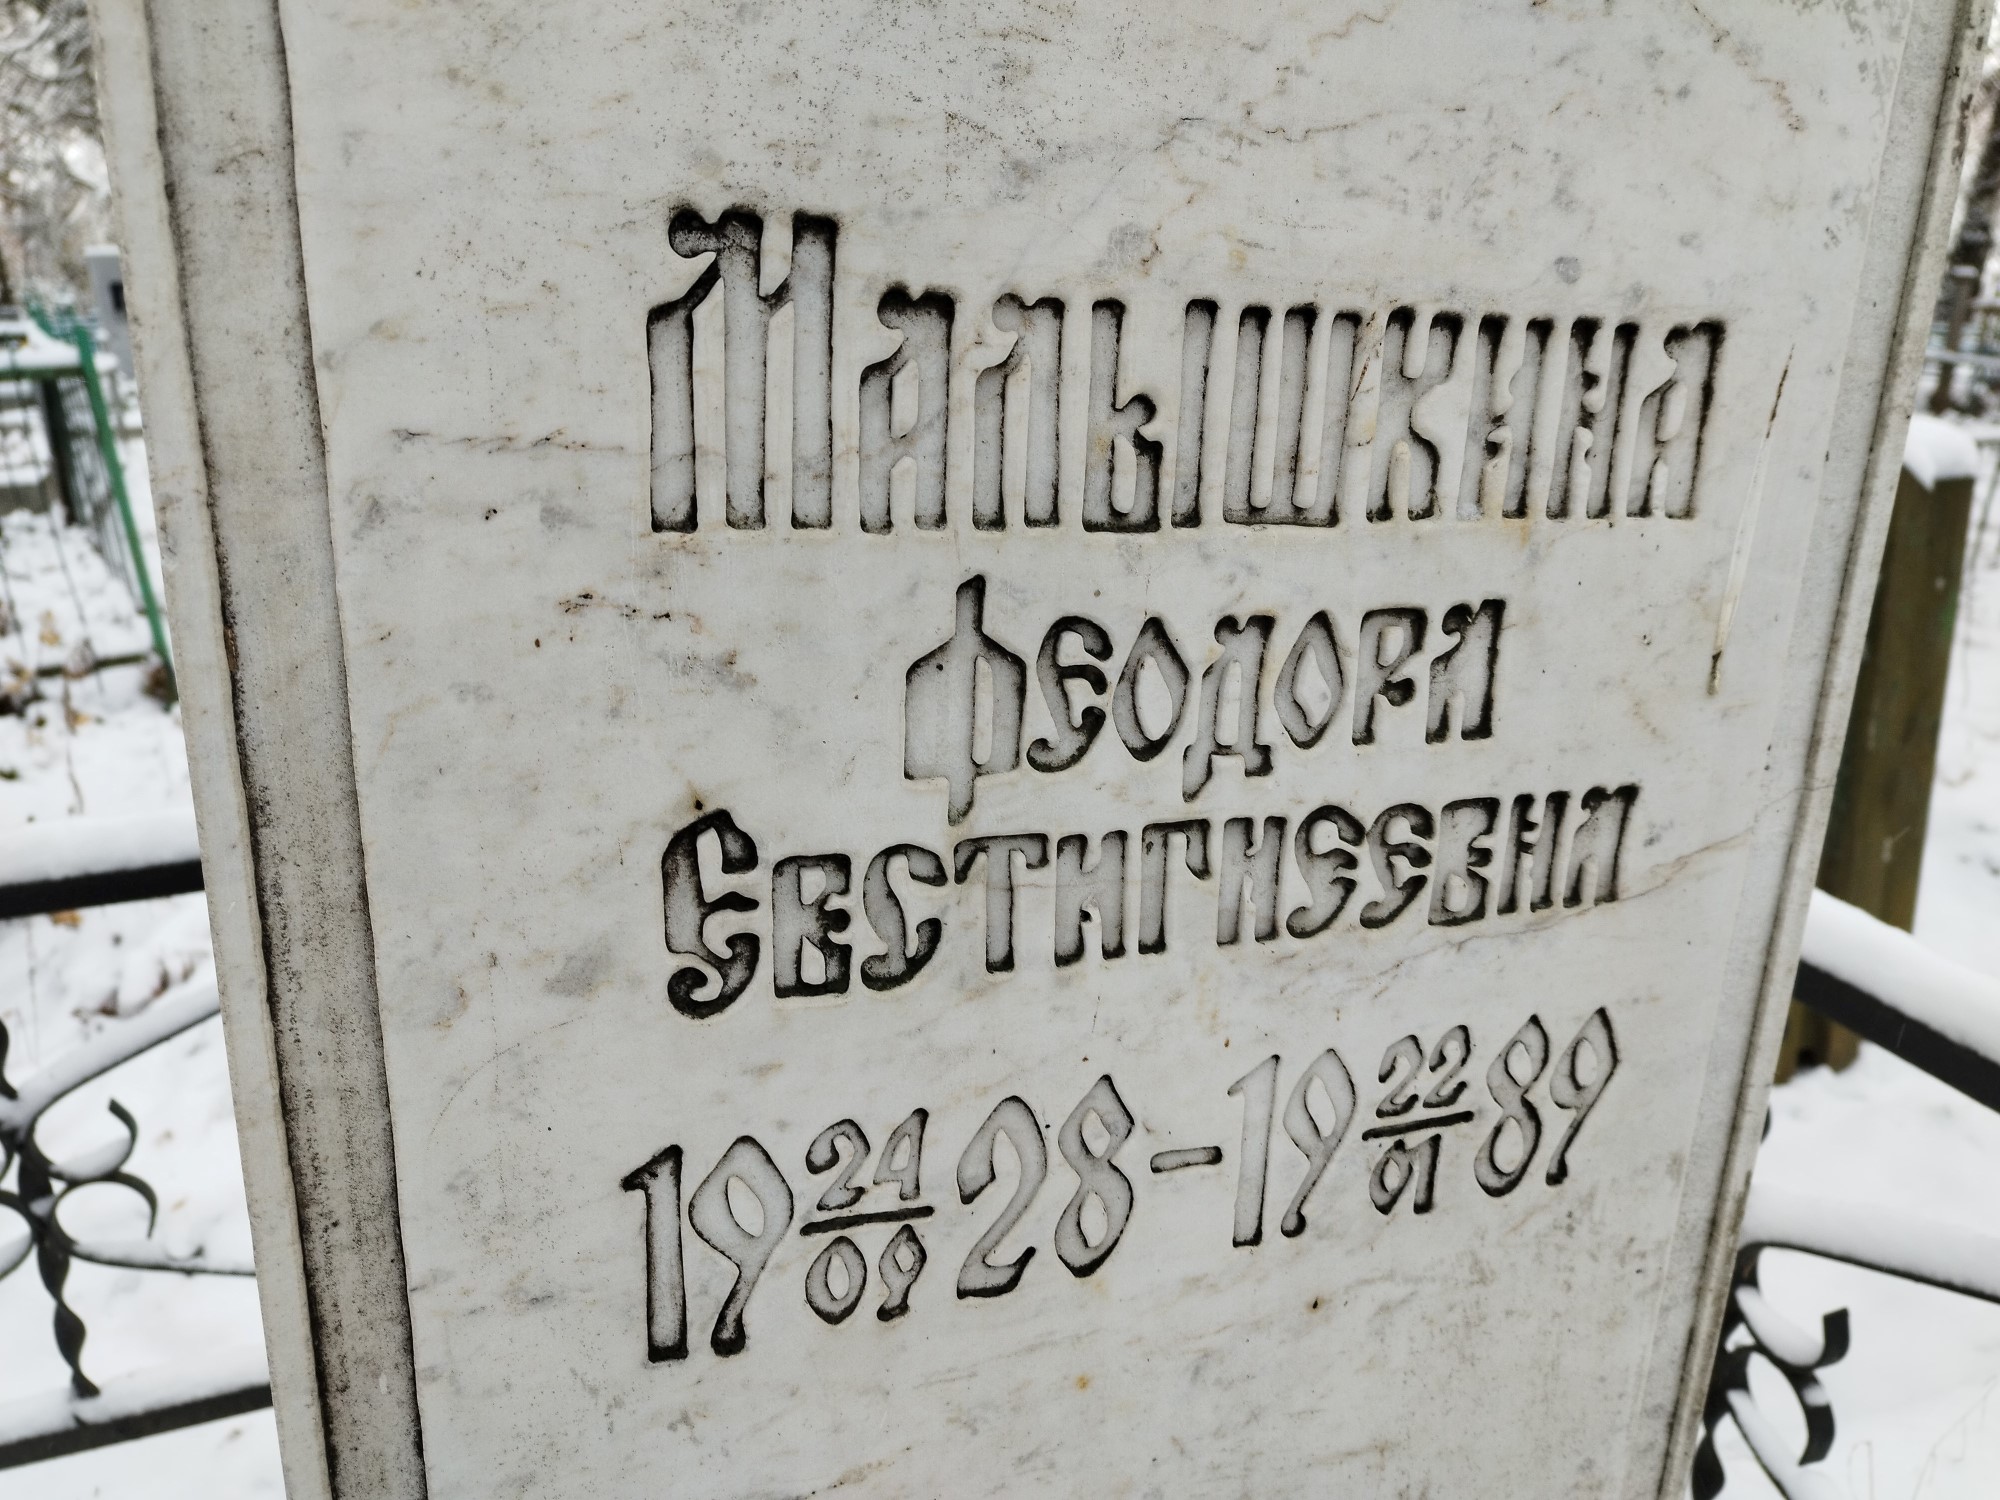 Малышкина
Феодора
Евстигнеевна
19 24/09 28 - 19 22/01 89